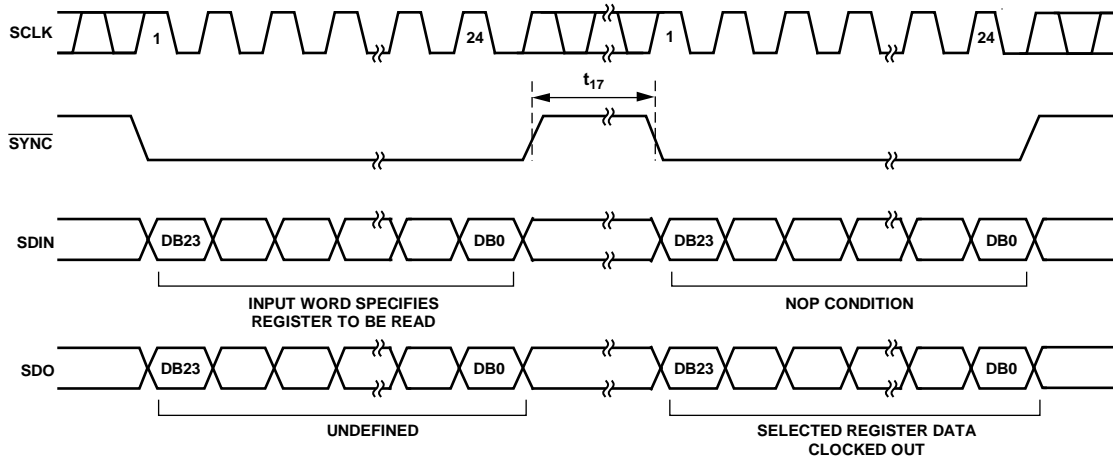 SCLK
1
24
1
24
t17
SYNC
SDIN
DB23
DB0
DB23
DB0
INPUT WORD SPECIFIES
REGISTER TO BE READ
NOP CONDITION
SDO
DB23
DB0
DB23
DB0
UNDEFINED
SELECTED REGISTER DATA
CLOCKED OUT